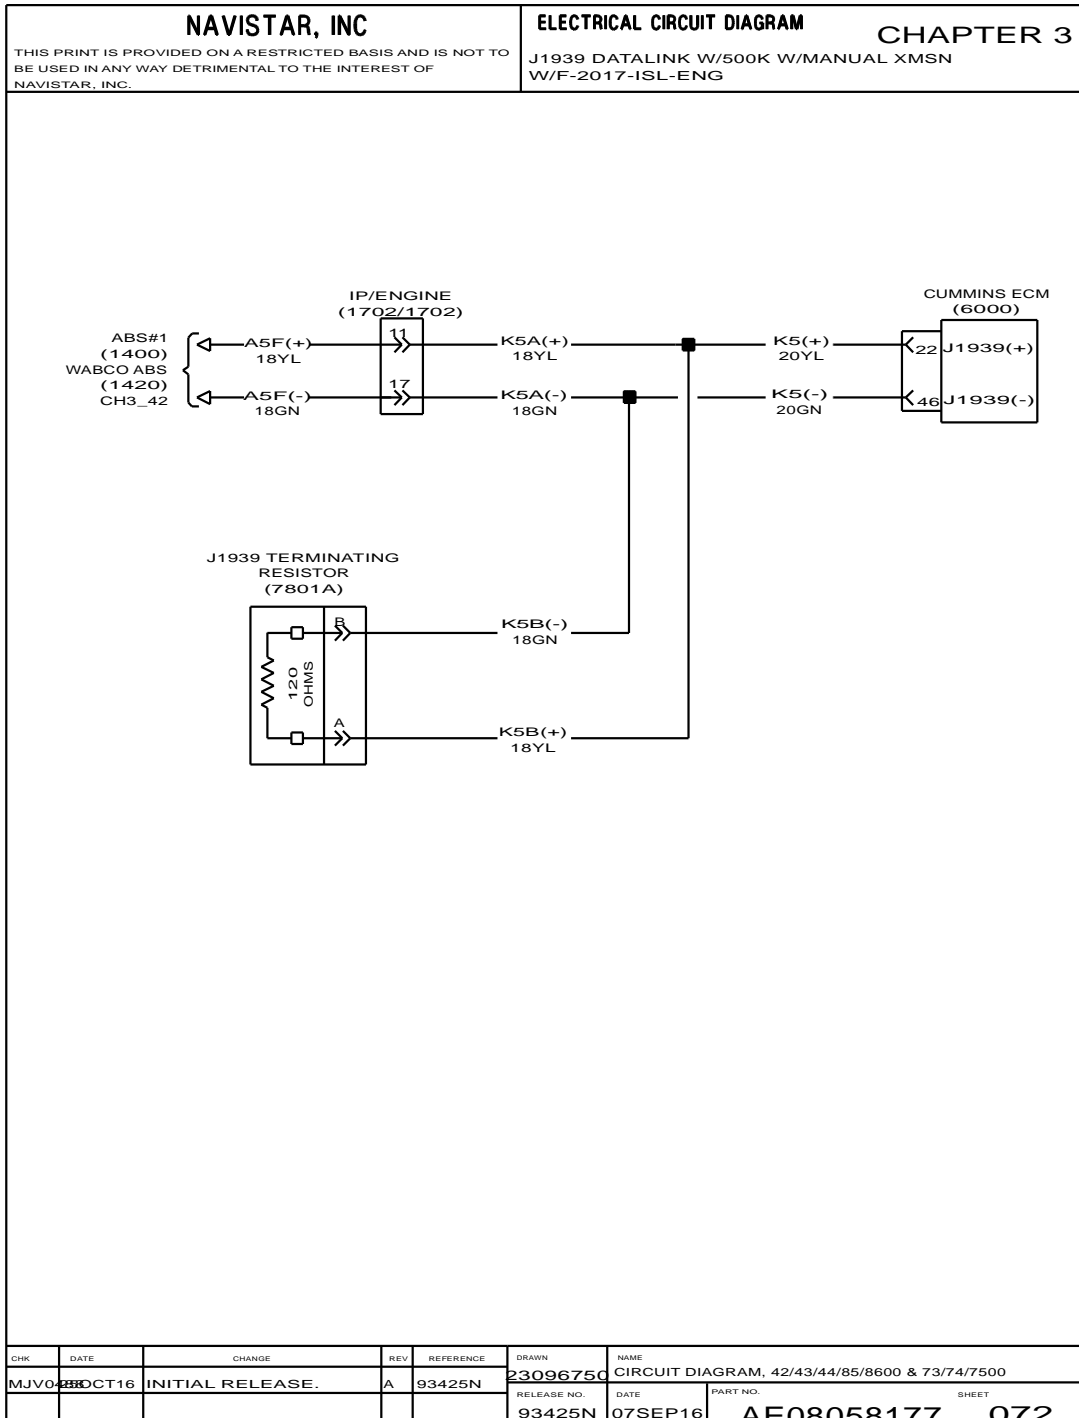 NAVISTAR, INC
THIS PRINT IS PROVIDED ON A RESTRICTED BASIS AND IS NOT TO
BE USED IN ANY WAY DETRIMENTAL TO THE INTEREST OF
NAVISTAR, INC.
ELECTRICAL CIRCUIT DIAGRAM
CHAPTER 3
J1939 DATALINK W/500K W/MANUAL XMSN
W/F-2017-ISL-ENG
IP/ENGINE
(1702/1702)
CUMMINS ECM
(6000)
ABS#1
(1400)
WABCO ABS
(1420)
CH3_42
A5F(+)
18YL
11
K5A(+)
18YL
K5(+)
20YL
22
J1939(+)
A5F(-)
18GN
17
K5A(-)
18GN
K5(-)
20GN
46
J1939(-)
J1939 TERMINATING
RESISTOR
(7801A)
B
K5B(-)
18GN
120
OHMS
A
K5B(+)
18YL
CHK
DATE
CHANGE
REV
REFERENCE
DRAWN
NAME
OCT16
INITIAL RELEASE.
A
93425N
23096750
CIRCUIT DIAGRAM, 42/43/44/85/8600 & 73/74/7500
RELEASE NO.
DATE
PART NO.
SHEET
93425N
07SEP16
AE08058177
072